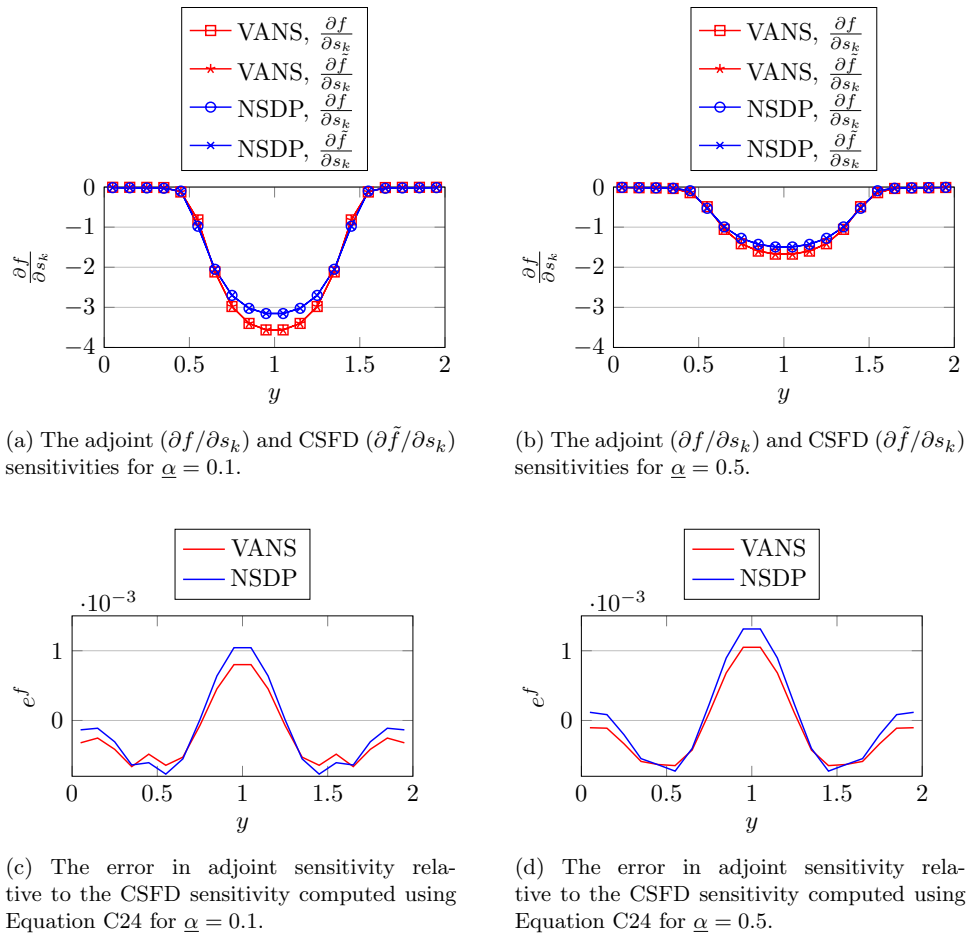 VANS, ∂f/∂s_k
VANS, ∂f̃/∂s_k
NSDP, ∂f/∂s_k
NSDP, ∂f̃/∂s_k
0
−1
−2
−3
−4
∂f/∂s_k
0 0.5 1 1.5 2
y
(a) The adjoint (∂f/∂s_k) and CSFD (∂f̃/∂s_k)
sensitivities for α̲ = 0.1.
VANS, ∂f/∂s_k
VANS, ∂f̃/∂s_k
NSDP, ∂f/∂s_k
NSDP, ∂f̃/∂s_k
0
−1
−2
−3
−4
∂f/∂s_k
0 0.5 1 1.5 2
y
(b) The adjoint (∂f/∂s_k) and CSFD (∂f̃/∂s_k)
sensitivities for α̲ = 0.5.
VANS
NSDP
·10⁻³
1
0
e^f
0 0.5 1 1.5 2
y
(c) The error in adjoint sensitivity rela-
tive to the CSFD sensitivity computed using
Equation C24 for α̲ = 0.1.
VANS
NSDP
·10⁻³
1
0
e^f
0 0.5 1 1.5 2
y
(d) The error in adjoint sensitivity rela-
tive to the CSFD sensitivity computed using
Equation C24 for α̲ = 0.5.